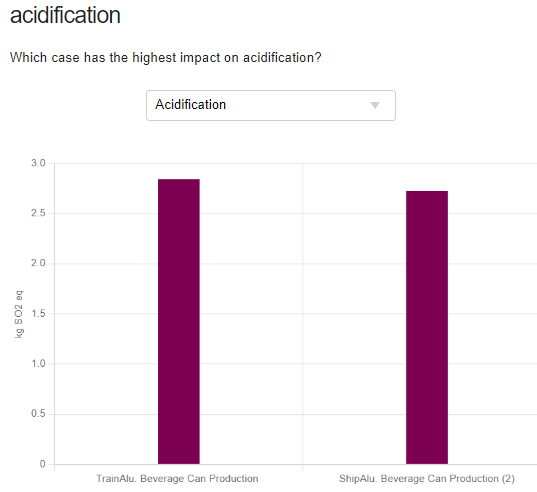 acidification
Which case has the highest impact on acidification?
Acidification
3.0
2.5
2.0
1.5
1.0
0.5
0
kg SO2 eq
TrainAlu. Beverage Can Production
ShipAlu. Beverage Can Production (2)